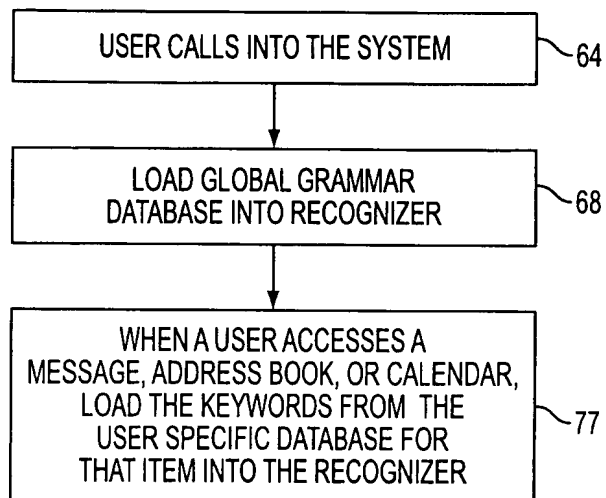 USER CALLS INTO THE SYSTEM
64
LOAD GLOBAL GRAMMAR
DATABASE INTO RECOGNIZER
68
WHEN A USER ACCESSES A
MESSAGE, ADDRESS BOOK, OR CALENDAR,
LOAD THE KEYWORDS FROM THE
USER SPECIFIC DATABASE FOR
THAT ITEM INTO THE RECOGNIZER
77